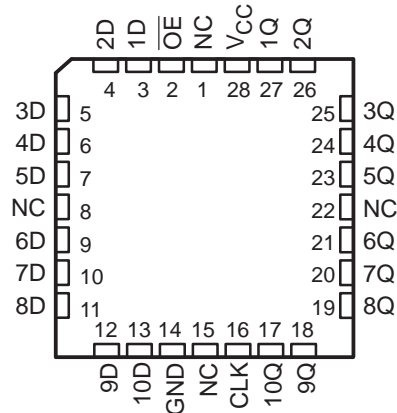 2D 1D OE NC VCC 1Q 2Q
4 3 2 1 28 27 26
3D 5 25 3Q
4D 6 24 4Q
5D 7 23 5Q
NC 8 22 NC
6D 9 21 6Q
7D 10 20 7Q
8D 11 19 8Q
12 13 14 15 16 17 18
9D 10D GND NC CLK 10Q 9Q